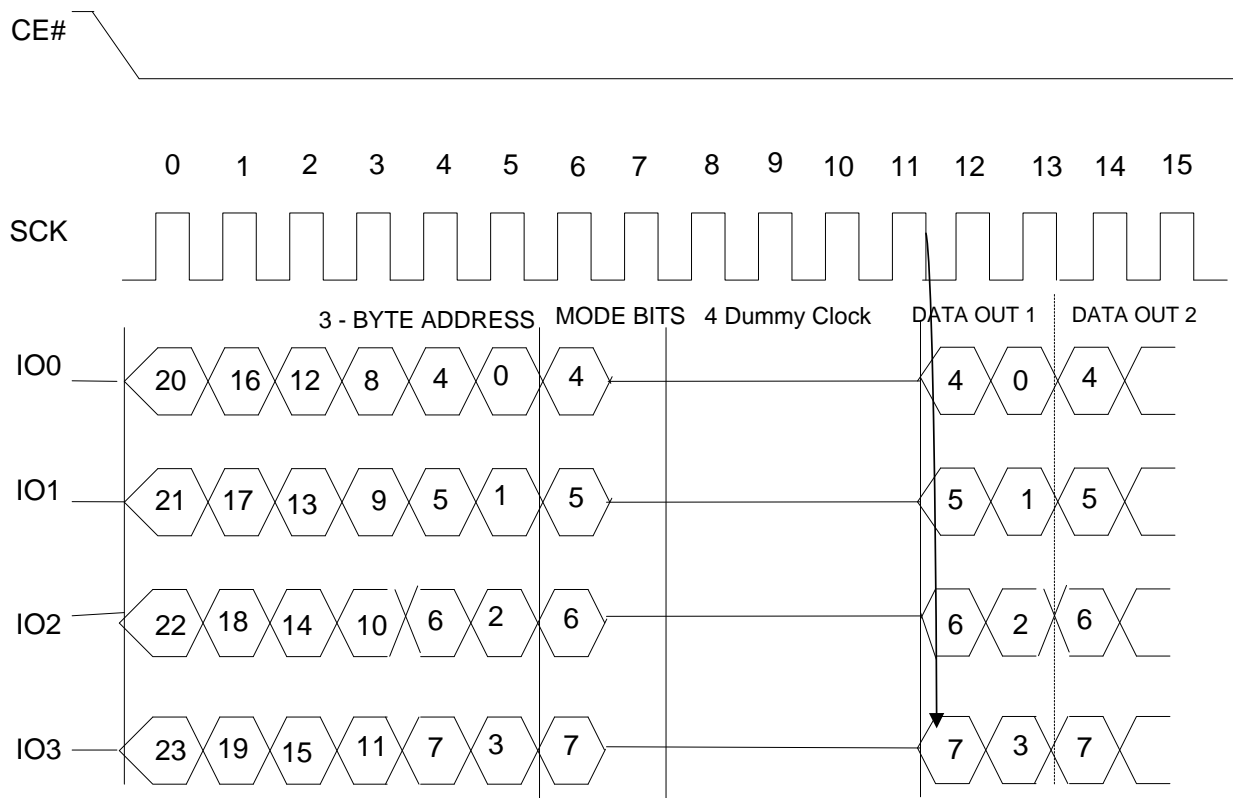 CE#
0 1 2 3 4 5 6 7 8 9 10 11 12 13 14 15
SCK
3 - BYTE ADDRESS MODE BITS 4 Dummy Clock DATA OUT 1 DATA OUT 2
IO0 20 16 12 8 4 0 4 4 0 4
IO1 21 17 13 9 5 1 5 5 1 5
IO2 22 18 14 10 6 2 6 6 2 6
IO3 23 19 15 11 7 3 7 7 3 7